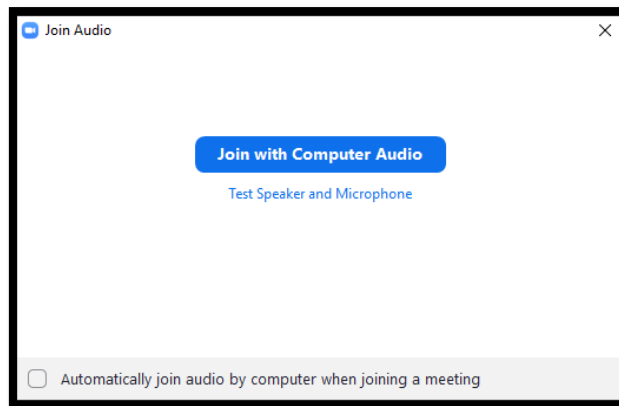 Join Audio
Join with Computer Audio
Test Speaker and Microphone
Automatically join audio by computer when joining a meeting